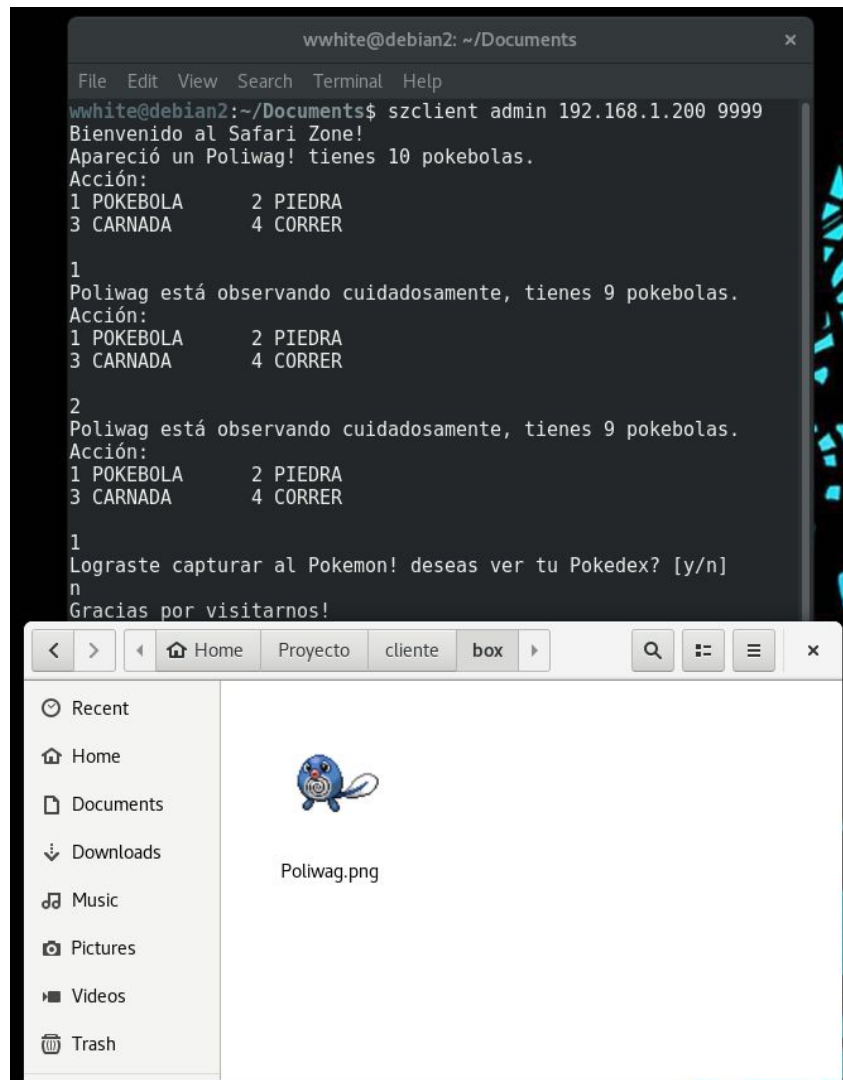 wwhite@debian2: ~/Documents
File Edit View Search Terminal Help
wwhite@debian2:~/Documents$ szclient admin 192.168.1.200 9999
Bienvenido al Safari Zone!
Apareció un Poliwag! tienes 10 pokebolas.
Acción:
1 POKEBOLA 2 PIEDRA
3 CARNADA 4 CORRER
1
Poliwag está observando cuidadosamente, tienes 9 pokebolas.
Acción:
1 POKEBOLA 2 PIEDRA
3 CARNADA 4 CORRER
2
Poliwag está observando cuidadosamente, tienes 9 pokebolas.
Acción:
1 POKEBOLA 2 PIEDRA
3 CARNADA 4 CORRER
1
Lograste capturar al Pokemon! deseas ver tu Pokedex? [y/n]
n
Gracias por visitarnos!
Home Proyecto cliente box
Recent
Home
Documents
Downloads
Music
Pictures
Videos
Trash
Poliwag.png